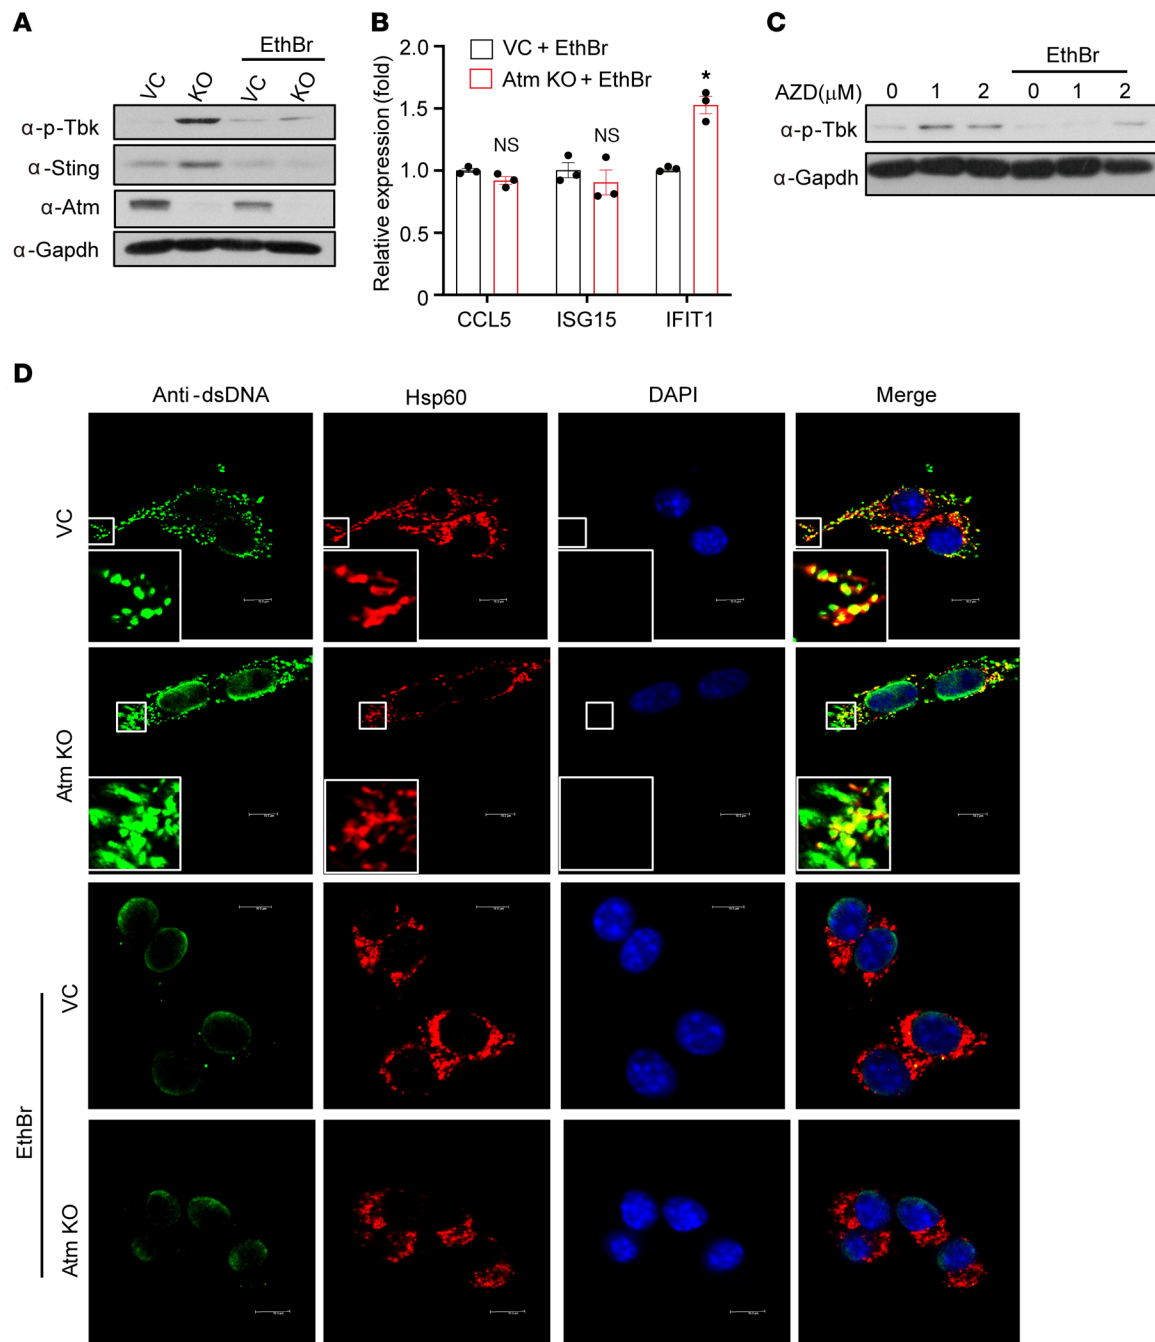 A
EthBr
VC KO VC KO
α-p-Tbk
α-Sting
α-Atm
α-Gapdh
B
Relative expression (fold)
2.0
1.5
1.0
0.5
0
VC + EthBr
Atm KO + EthBr
NS
NS
*
CCL5 ISG15 IFIT1
C
EthBr
AZD(μM) 0 1 2 0 1 2
α-p-Tbk
α-Gapdh
D
Anti-dsDNA Hsp60 DAPI Merge
VC
Atm KO
EthBr
VC
Atm KO